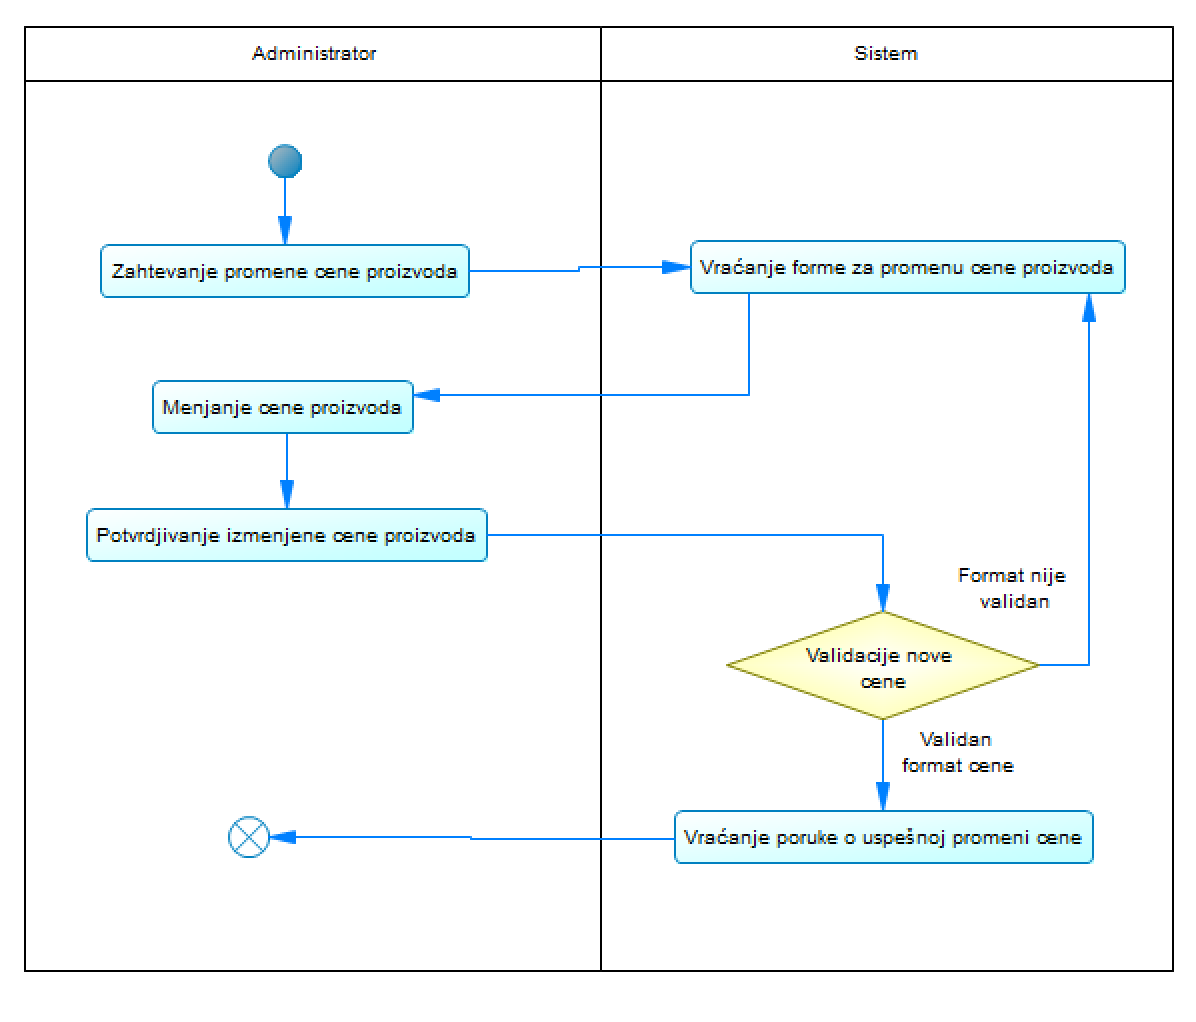 Administrator
Sistem
Zahtevanje promene cene proizvoda
Vraćanje forme za promenu cene proizvoda
Menjanje cene proizvoda
Potvrdjivanje izmenjene cene proizvoda
Format nije
validan
Validacije nove
cene
Validan
format cene
Vraćanje poruke o uspešnoj promeni cene